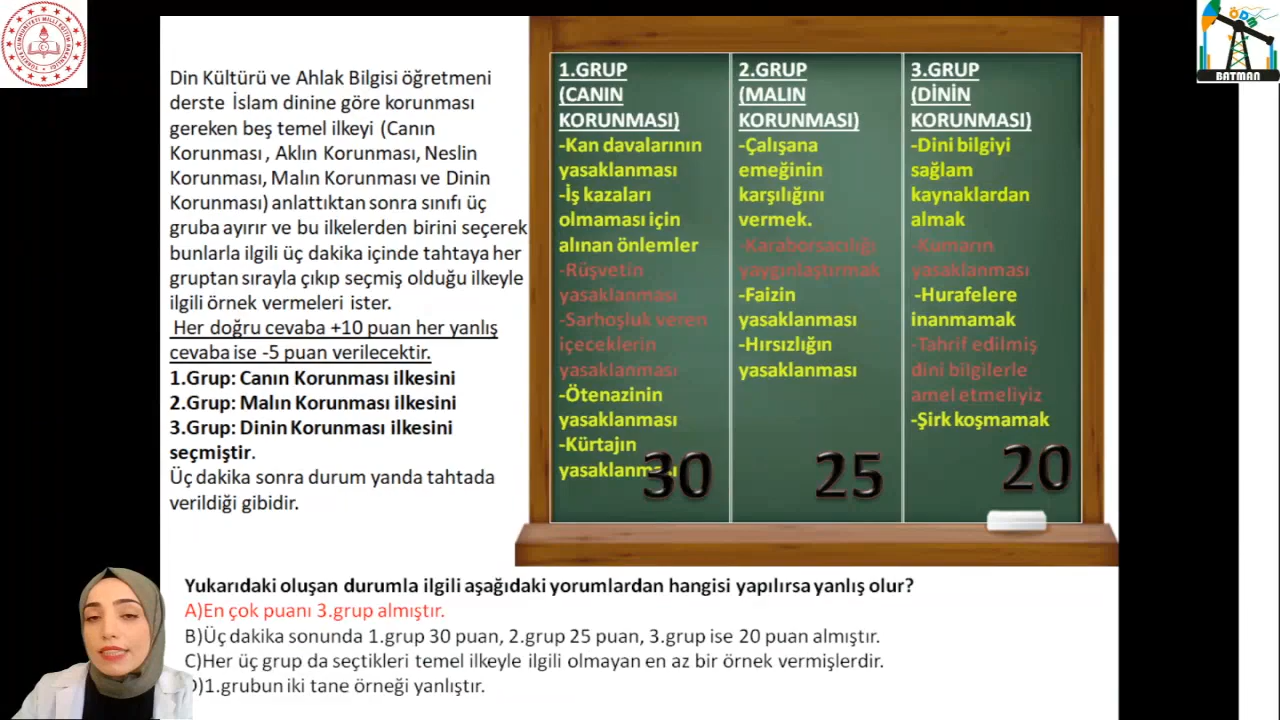 Din Kültürü ve Ahlak Bilgisi öğretmeni
derste İslam dinine göre korunması
gereken beş temel ilkeyi (Canın
Korunması , Aklın Korunması, Neslin
Korunması, Malın Korunması ve Dinin
Korunması) anlattıktan sonra sınıfı üç
gruba ayırır ve bu ilkelerden birini seçerek
bunlarla ilgili üç dakika içinde tahtaya her
gruptan sırayla çıkıp seçmiş olduğu ilkeyle
ilgili örnek vermeleri ister.
Her doğru cevaba +10 puan her yanlış
cevaba ise -5 puan verilecektir.
1.Grup: Canın Korunması ilkesini
2.Grup: Malın Korunması ilkesini
3.Grup: Dinin Korunması ilkesini
seçmiştir.
Üç dakika sonra durum yanda tahtada
verildiği gibidir.
1.GRUP
(CANIN
KORUNMASI)
-Kan davalarının
yasaklanması
-İş kazaları
olmaması için
alınan önlemler
-Rüşvetin
yasaklanması
-Sarhoşluk veren
içeceklerin
yasaklanması
-Ötenazinin
yasaklanması
-Kürtajın
yasaklanması
30
2.GRUP
(MALIN
KORUNMASI)
-Çalışana
emeğinin
karşılığını
vermek.
-Karaborsacılığı
yaygınlaştırmak
-Faizin
yasaklanması
-Hırsızlığın
yasaklanması
25
3.GRUP
(DİNİN
KORUNMASI)
-Dini bilgiyi
sağlam
kaynaklardan
almak
-Kumarın
yasaklanması
-Hurafelere
inanmamak
-Tahrif edilmiş
dini bilgilerle
amel etmeliyiz
-Şirk koşmamak
20
Yukarıdaki oluşan durumla ilgili aşağıdaki yorumlardan hangisi yapılırsa yanlış olur?
A)En çok puanı 3.grup almıştır.
B)Üç dakika sonunda 1.grup 30 puan, 2.grup 25 puan, 3.grup ise 20 puan almıştır.
C)Her üç grup da seçtikleri temel ilkeyle ilgili olmayan en az bir örnek vermişlerdir.
D)1.grubun iki tane örneği yanlıştır.
ÖDM
BATMAN